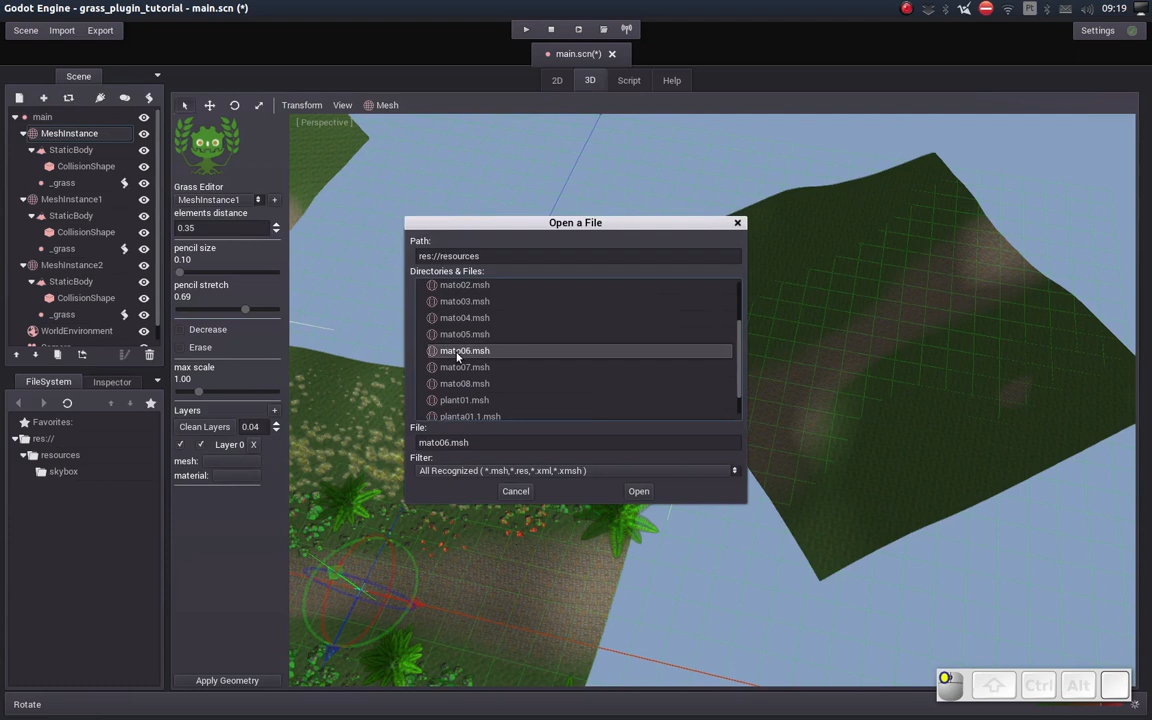 Godot Engine - grass_plugin_tutorial - main.scn (*)
Pt
09:19
Scene Import Export
Settings
main.scn(*)
2D 3D Script Help
Scene
Transform View Mesh
main
MeshInstance
StaticBody
CollisionShape
_grass
MeshInstance1
StaticBody
CollisionShape
_grass
MeshInstance2
StaticBody
CollisionShape
_grass
WorldEnvironment
FileSystem Inspector
Favorites:
res://
resources
skybox
Grass Editor
MeshInstance1
+
elements distance
0.35
pencil size
0.10
pencil stretch
0.69
Decrease
Erase
max scale
1.00
Layers
+
Clean Layers 0.04
Layer 0 X
mesh:
material:
Apply Geometry
[ Perspective ]
Open a File
Path:
res://resources
Directories & Files:
mato02.msh
mato03.msh
mato04.msh
mato05.msh
mato06.msh
mato07.msh
mato08.msh
plant01.msh
planta01.1.msh
File:
mato06.msh
Filter:
All Recognized ( *.msh,*.res,*.xml,*.xmsh )
Cancel Open
Ctrl Alt
Rotate